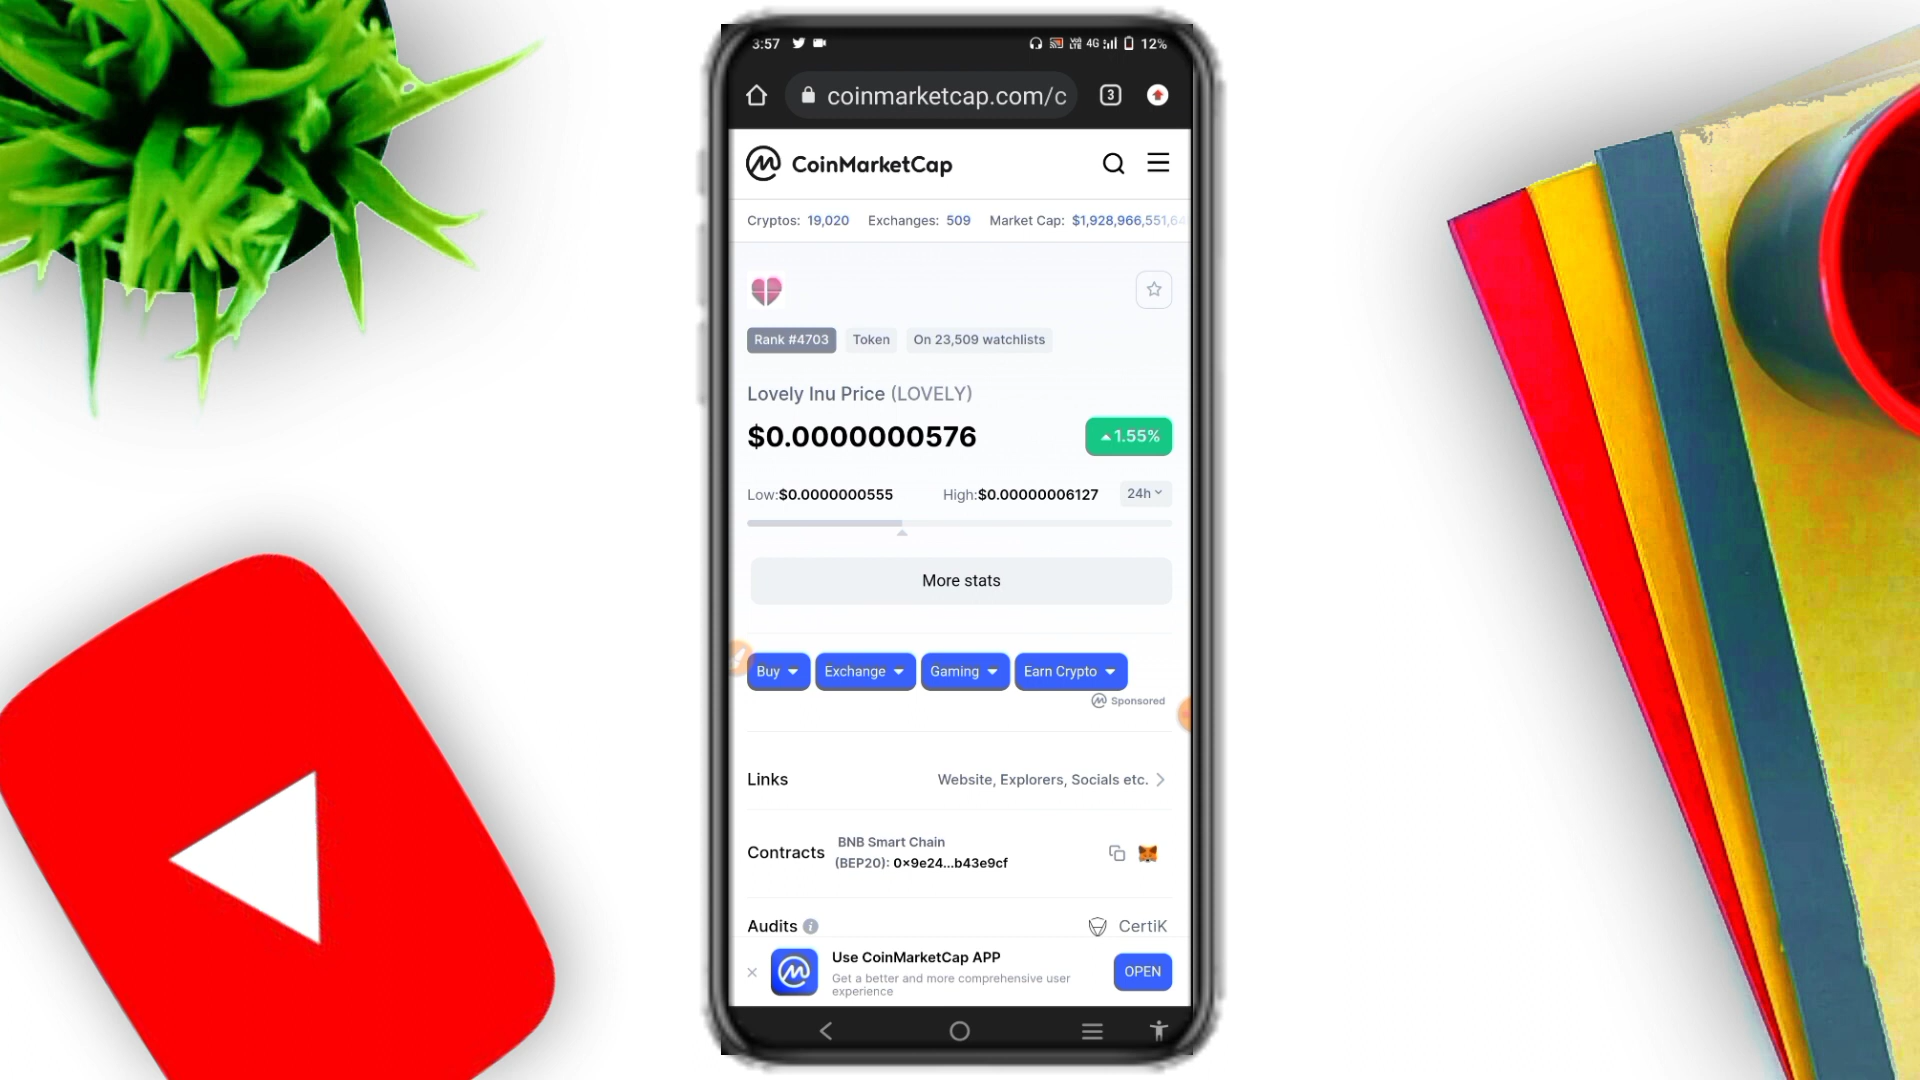 3:57 4G 12%
coinmarketcap.com/c 3
CoinMarketCap
Cryptos: 19,020 Exchanges: 509 Market Cap: $1,928,966,551,64
Rank #4703 Token On 23,509 watchlists
Lovely Inu Price (LOVELY)
$0.0000000576 1.55%
Low:$0.0000000555 High:$0.00000006127 24h
More stats
Buy Exchange Gaming Earn Crypto
Sponsored
Links Website, Explorers, Socials etc.
Contracts BNB Smart Chain
(BEP20): 0x9e24...b43e9cf
Audits CertiK
Use CoinMarketCap APP
Get a better and more comprehensive user
experience
OPEN